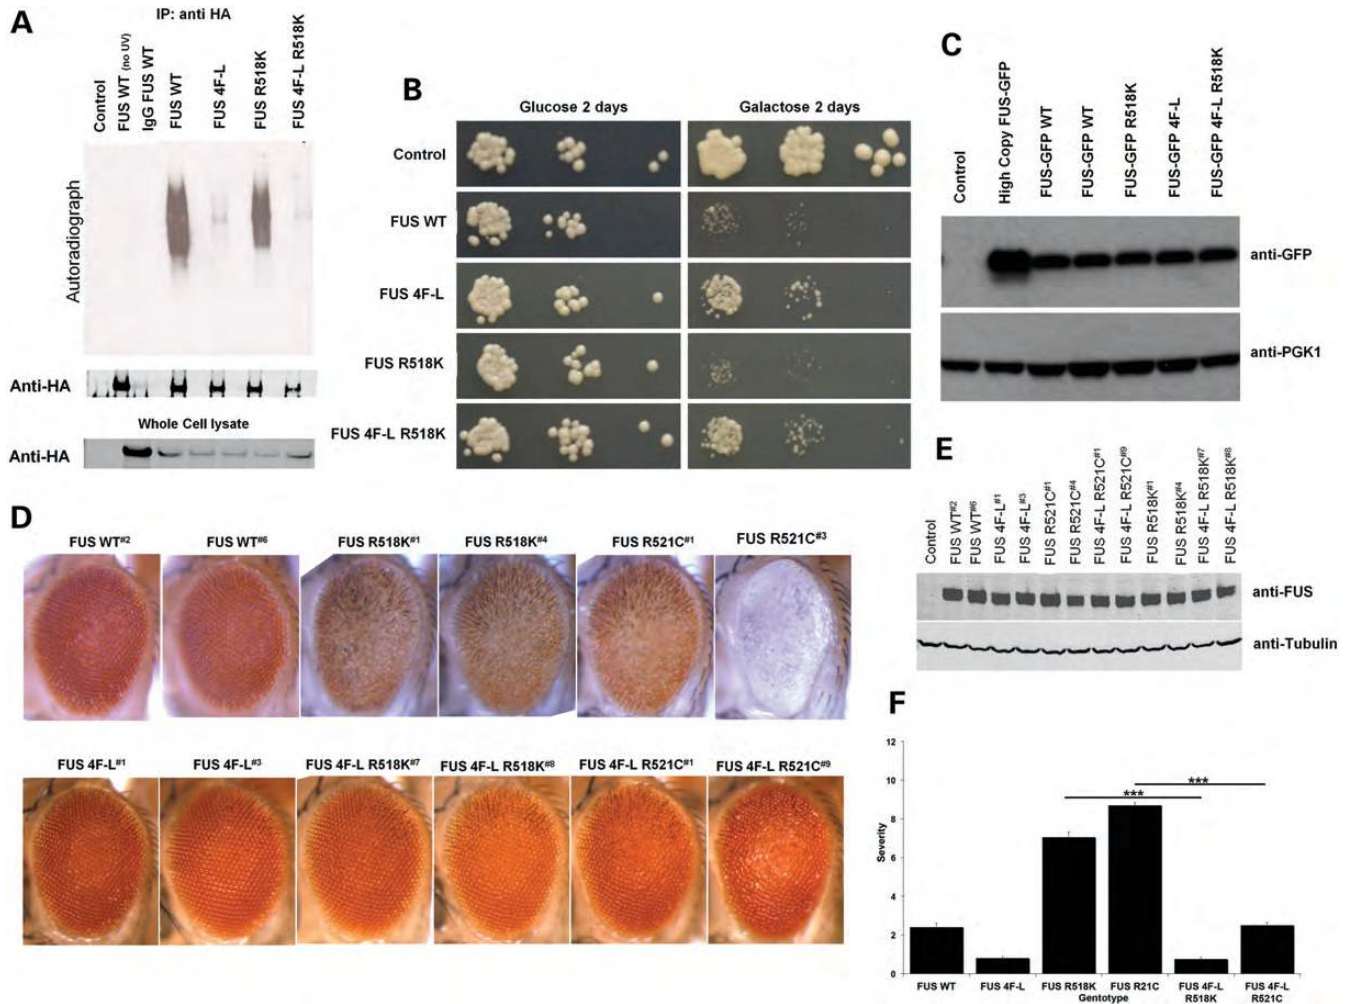 A
IP: anti HA
Control
FUS WT (no UV)
IgG FUS WT
FUS WT
FUS 4F-L
FUS R518K
FUS 4F-L R518K
Autoradiograph
Anti-HA
Whole Cell lysate
Anti-HA
B
Glucose 2 days
Galactose 2 days
Control
FUS WT
FUS 4F-L
FUS R518K
FUS 4F-L R518K
C
Control
High Copy FUS-GFP
FUS-GFP WT
FUS-GFP WT
FUS-GFP R518K
FUS-GFP 4F-L
FUS-GFP 4F-L R518K
anti-GFP
anti-PGK1
D
FUS WT#2
FUS WT#6
FUS R518K#1
FUS R518K#4
FUS R521C#1
FUS R521C#3
FUS 4F-L#1
FUS 4F-L#3
FUS 4F-L R518K#7
FUS 4F-L R518K#8
FUS 4F-L R521C#1
FUS 4F-L R521C#9
E
Control
FUS WT#2
FUS WT#6
FUS 4F-L#1
FUS 4F-L#3
FUS R521C#1
FUS R521C#4
FUS 4F-L R521C#1
FUS 4F-L R521C#9
FUS R518K#1
FUS R518K#4
FUS 4F-L R518K#7
FUS 4F-L R518K#8
anti-FUS
anti-Tubulin
F
Severity
12
10
8
6
4
2
0
***
***
FUS WT
FUS 4F-L
FUS R518K
FUS R21C
FUS 4F-L
R518K
FUS 4F-L
R521C
Gentotype